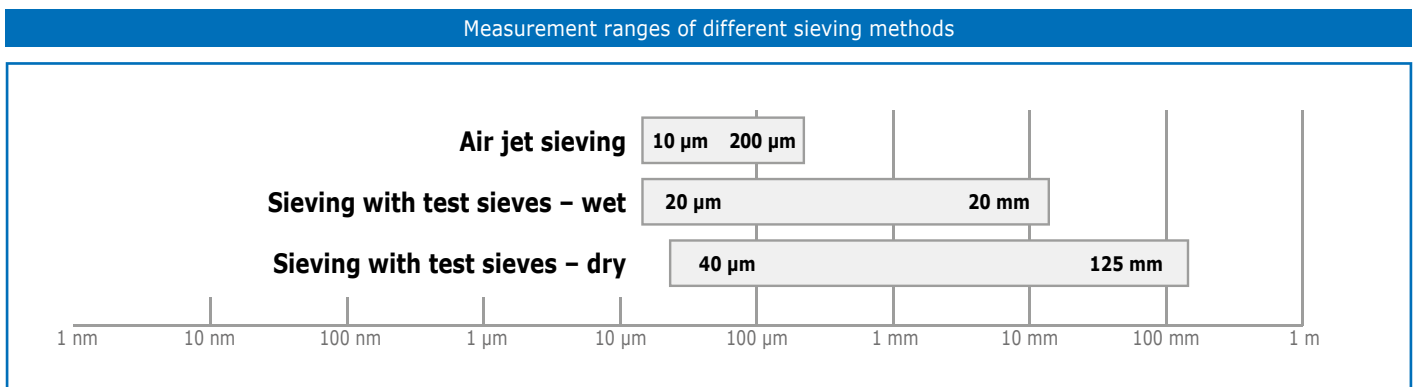 Measurement ranges of different sieving methods
Air jet sieving 10 µm 200 µm
Sieving with test sieves – wet 20 µm 20 mm
Sieving with test sieves – dry 40 µm 125 mm
1 nm 10 nm 100 nm 1 µm 10 µm 100 µm 1 mm 10 mm 100 mm 1 m